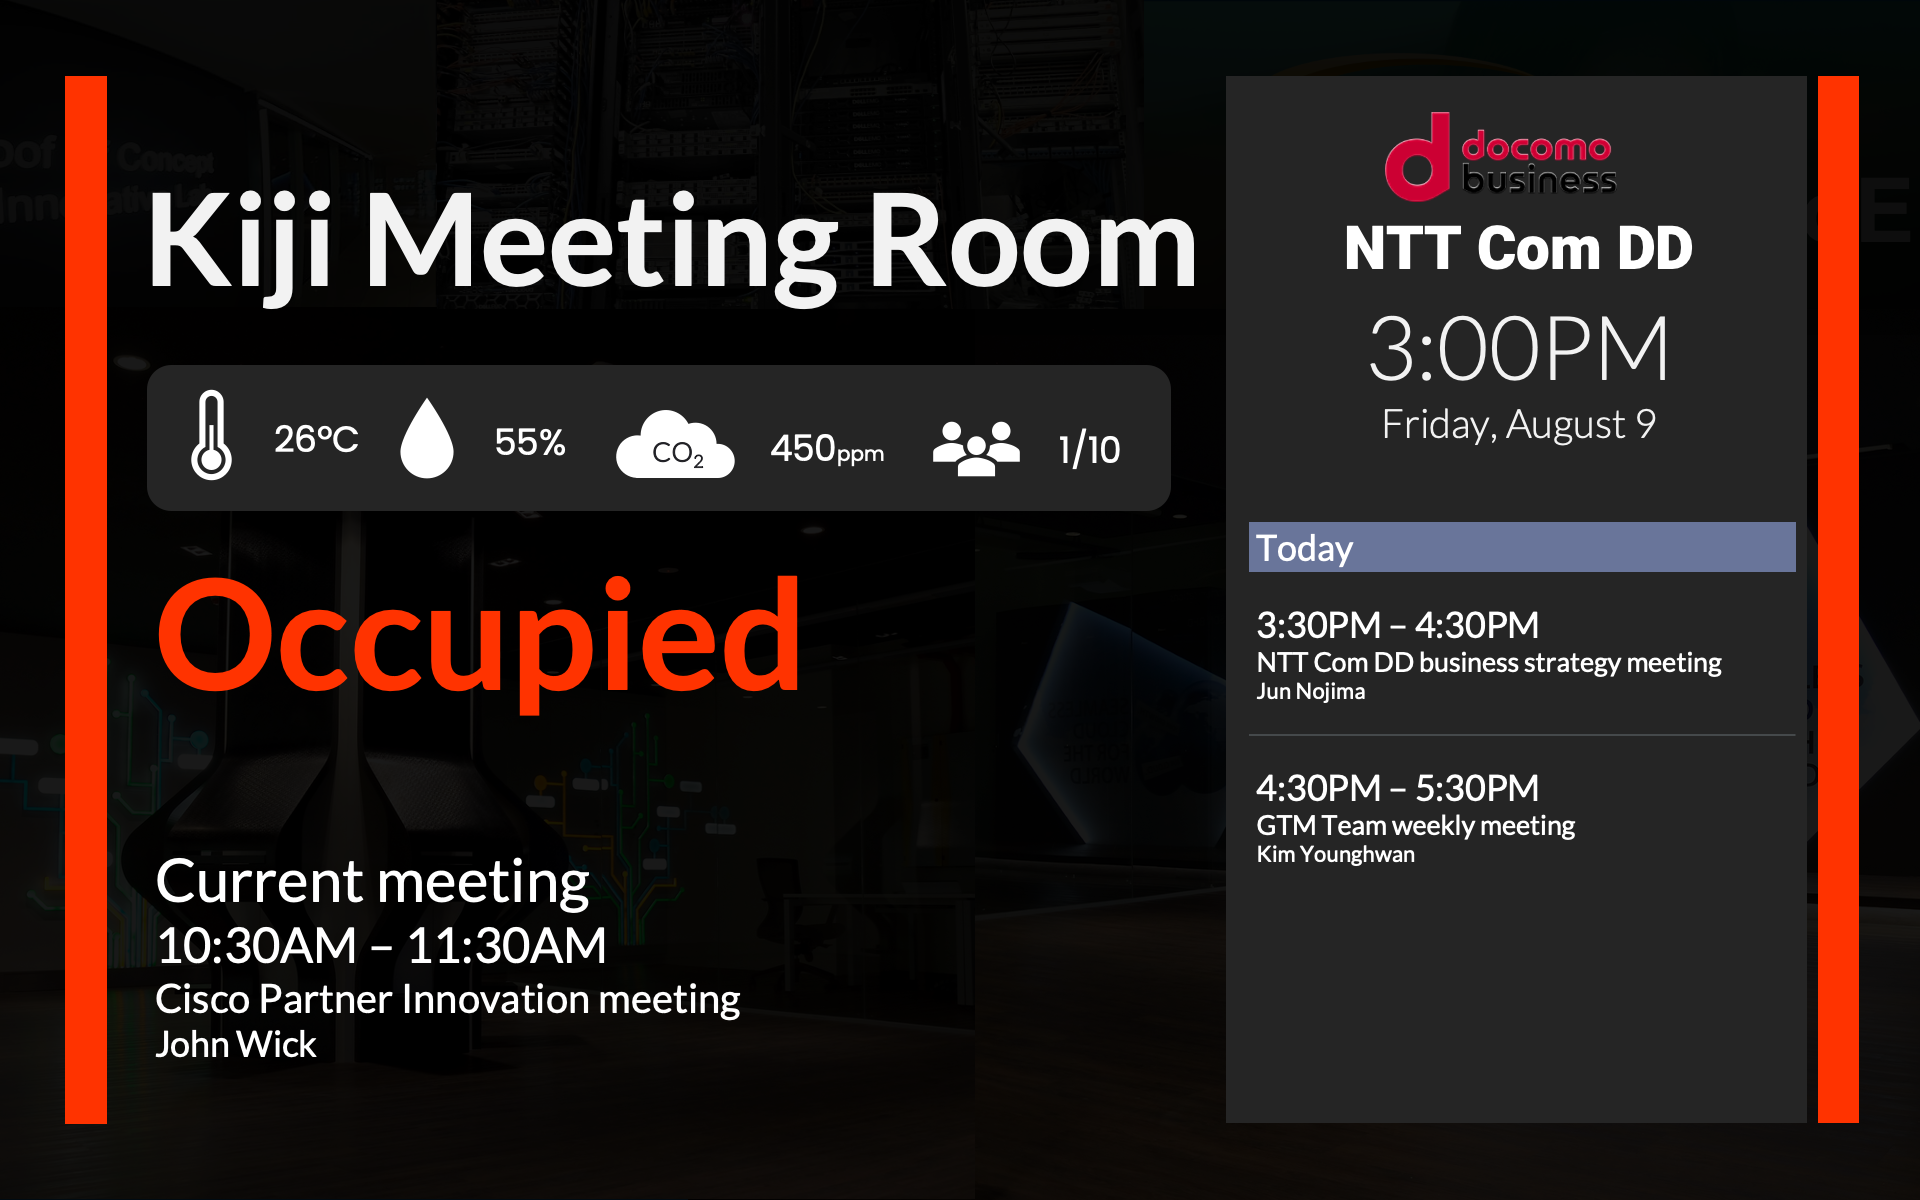 Kiji Meeting Room
26°C
55%
CO2
450ppm
1/10
Occupied
Current meeting
10:30AM – 11:30AM
Cisco Partner Innovation meeting
John Wick
docomo
business
NTT Com DD
3:00PM
Friday, August 9
Today
3:30PM – 4:30PM
NTT Com DD business strategy meeting
Jun Nojima
4:30PM – 5:30PM
GTM Team weekly meeting
Kim Younghwan